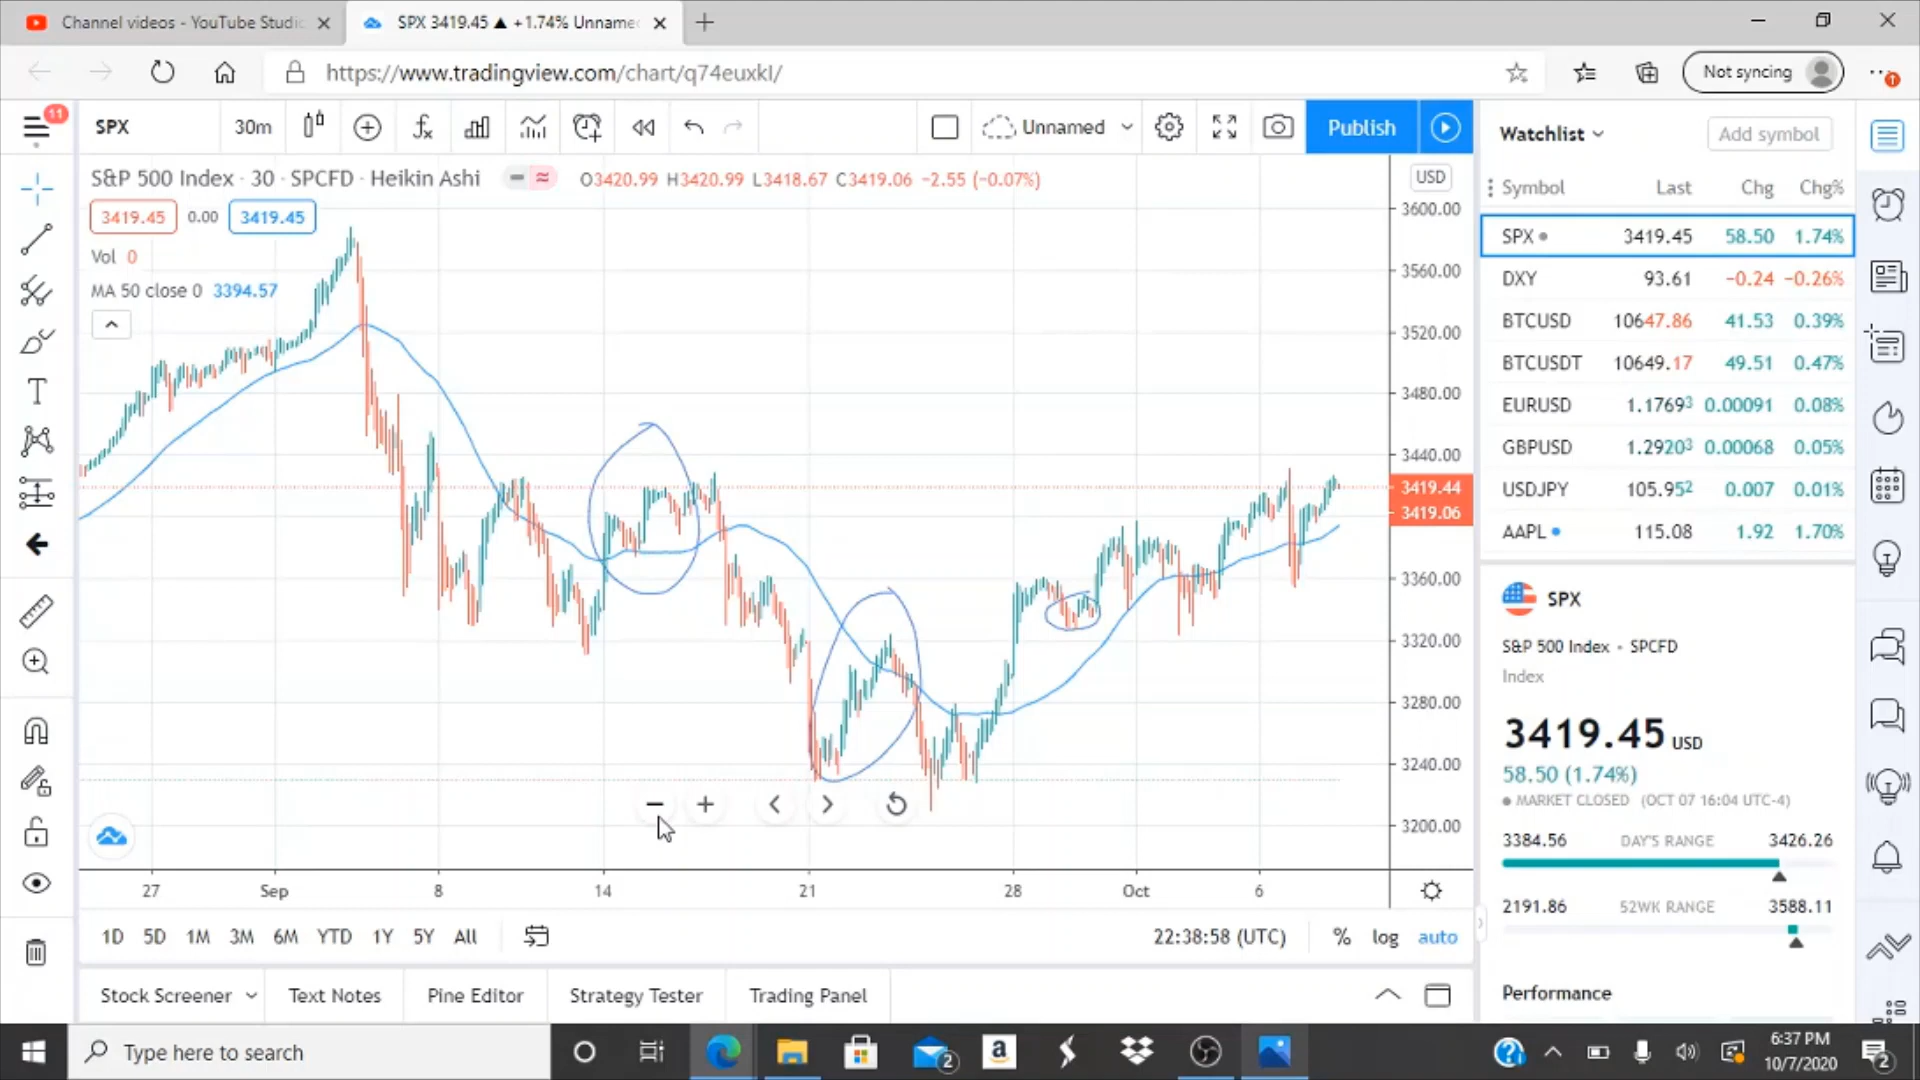 Channel videos - YouTube Studio
SPX 3419.45 ▲ +1.74% Unname
https://www.tradingview.com/chart/q74euxkI/
Not syncing
11
SPX
30m
Unnamed
Publish
S&P 500 Index · 30 · SPCFD · Heikin Ashi
O3420.99 H3420.99 L3418.67 C3419.06 −2.55 (−0.07%)
3419.45 0.00 3419.45
Vol 0
MA 50 close 0 3394.57
USD
3600.00
3560.00
3520.00
3480.00
3440.00
3419.44
3419.06
3360.00
3320.00
3280.00
3240.00
3200.00
27 Sep 8 14 21 28 Oct 6
1D 5D 1M 3M 6M YTD 1Y 5Y All
22:38:58 (UTC) % log auto
Stock Screener Text Notes Pine Editor Strategy Tester Trading Panel
Watchlist Add symbol
Symbol Last Chg Chg%
SPX 3419.45 58.50 1.74%
DXY 93.61 −0.24 −0.26%
BTCUSD 10647.86 41.53 0.39%
BTCUSDT 10649.17 49.51 0.47%
EURUSD 1.17693 0.00091 0.08%
GBPUSD 1.29203 0.00068 0.05%
USDJPY 105.952 0.007 0.01%
AAPL 115.08 1.92 1.70%
SPX
S&P 500 Index • SPCFD
Index
3419.45 USD
58.50 (1.74%)
MARKET CLOSED (OCT 07 16:04 UTC-4)
3384.56 DAY'S RANGE 3426.26
2191.86 52WK RANGE 3588.11
Performance
Type here to search
2
6:37 PM
10/7/2020
2